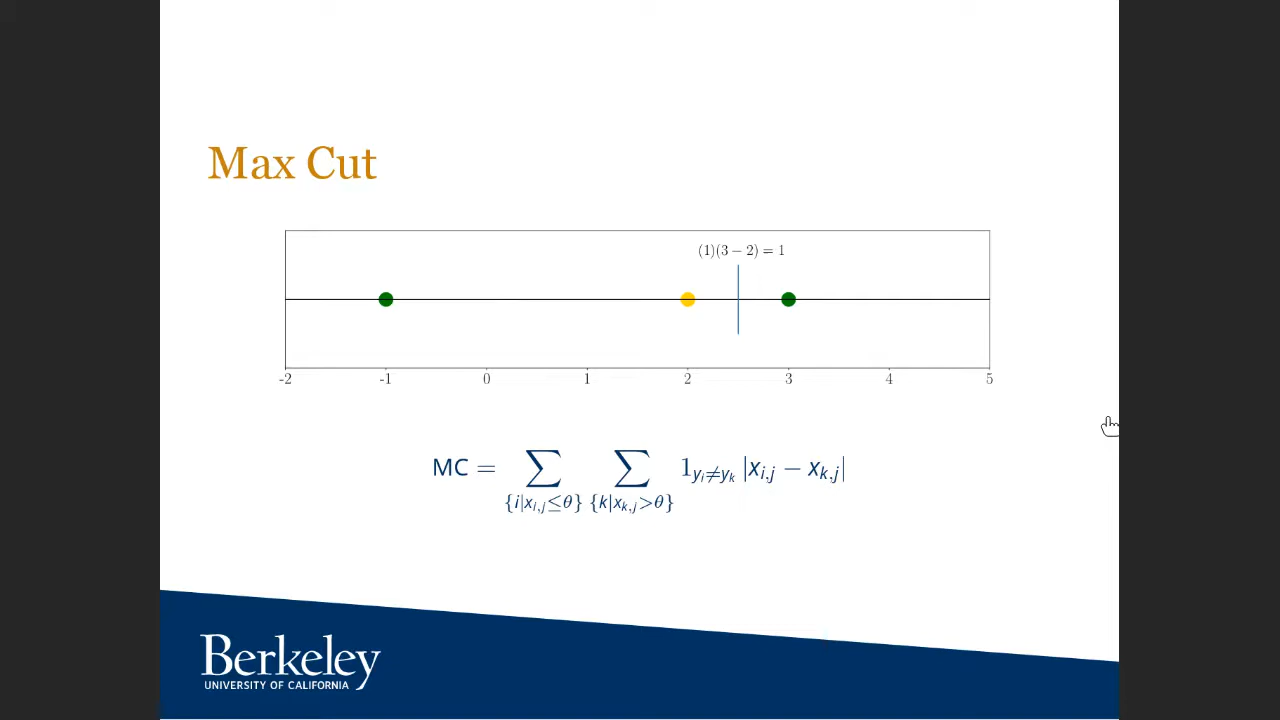 Max Cut
(1)(3 − 2) = 1
-2 -1 0 1 2 3 4 5
MC = ∑_{i|x_{i,j}≤θ} ∑_{k|x_{k,j}>θ} 1_{y_i≠y_k} |x_{i,j} − x_{k,j}|
Berkeley
UNIVERSITY OF CALIFORNIA